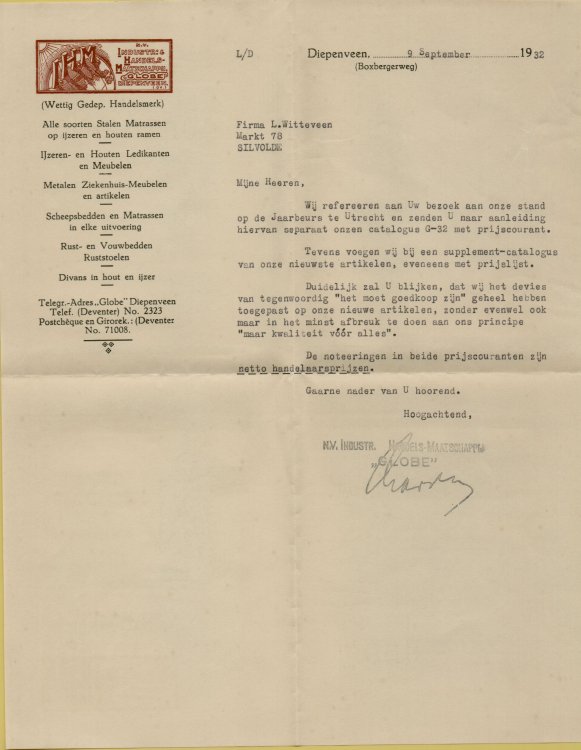 N.V.
INDUSTR: &
HANDELS-
MAATSCHAPPIJ
"GLOBE"
DIEPENVEEN.
(Wettig Gedep. Handelsmerk)
Alle soorten Stalen Matrassen
op ijzeren en houten ramen
IJzeren- en Houten Ledikanten
en Meubelen
Metalen Ziekenhuis-Meubelen
en artikelen
Scheepsbedden en Matrassen
in elke uitvoering
Rust- en Vouwbedden
Ruststoelen
Divans in hout en ijzer
Telegr.-Adres „Globe” Diepenveen
Telef. (Deventer) No. 2323
Postchèque en Girorek.: (Deventer
No. 71008.
L/D Diepenveen, 9 September 1932
(Boxbergerweg)
Firma L.Witteveen
Markt 78
SILVOLDE
Mijne Heeren,
Wij refereeren aan Uw bezoek aan onze stand
op de Jaarbeurs te Utrecht en zenden U naar aanleiding
hiervan separaat onzen catalogus G-32 met prijscourant.
Tevens voegen wij bij een supplement-catalogus
van onze nieuwste artikelen, eveneens met prijslijst.
Duidelijk zal U blijken, dat wij het devies
van tegenwoordig "het moet goedkoop zijn" geheel hebben
toegepast op onze nieuwe artikelen, zonder evenwel ook
maar in het minst afbreuk te doen aan ons principe
"maar kwaliteit vóór alles".
De noteeringen in beide prijscouranten zijn
netto handelaarsprijzen.
Gaarne nader van U hoorend.
Hoogachtend,
N.V. INDUSTR. HANDELS-MAATSCHAPPIJ
„GLOBE”